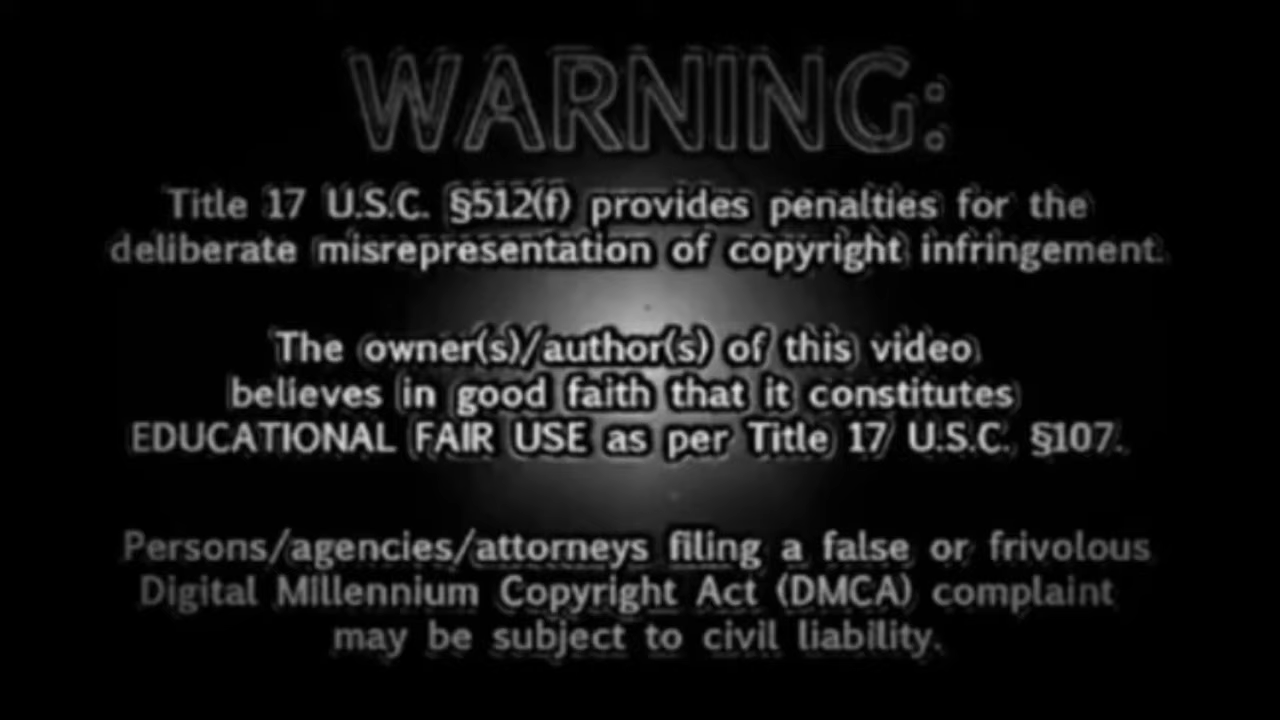 WARNING:
Title 17 U.S.C. §512(f) provides penalties for the
deliberate misrepresentation of copyright infringement.
The owner(s)/author(s) of this video
believes in good faith that it constitutes
EDUCATIONAL FAIR USE as per Title 17 U.S.C. §107.
Persons/agencies/attorneys filing a false or frivolous
Digital Millennium Copyright Act (DMCA) complaint
may be subject to civil liability.